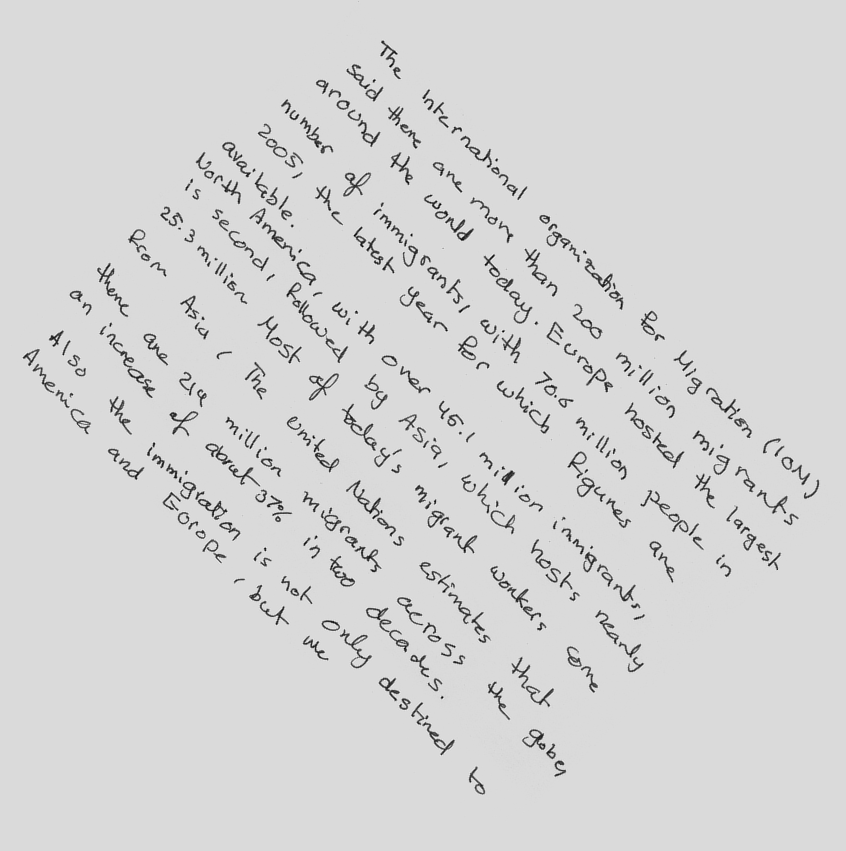 The International organization for Migration (IOM)
said there are more than 200 million migrants
around the world today. Europe hosted the largest
number of immigrants, with 70.6 million people in
2005, the latest year for which figures are
available.
North America, with over 45.1 million immigrants,
is second, followed by Asia, which hosts nearly
25.3 million Most of today's migrant workers come
from Asia, The united Nations estimates that
there are 214 million migrants across the globe,
an increase of about 37% in two decades.
Also the immigration is not only destined to
America and Europe, but we